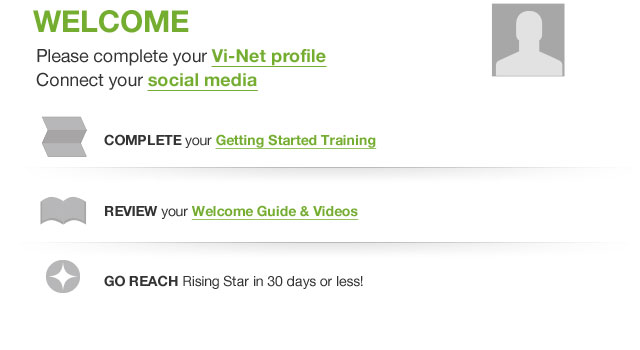 WELCOME
Please complete your Vi-Net profile
Connect your social media
COMPLETE your Getting Started Training
REVIEW your Welcome Guide & Videos
GO REACH Rising Star in 30 days or less!